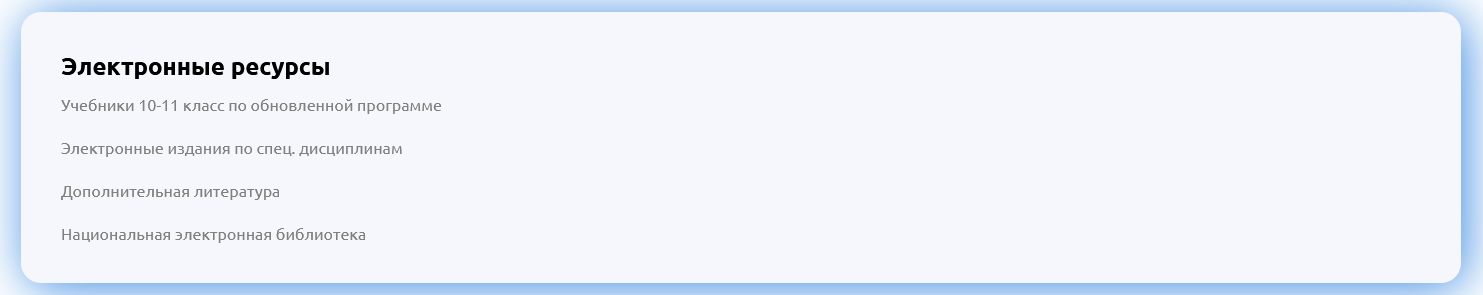 Электронные ресурсы
Учебники 10-11 класс по обновленной программе
Электронные издания по спец. дисциплинам
Дополнительная литература
Национальная электронная библиотека